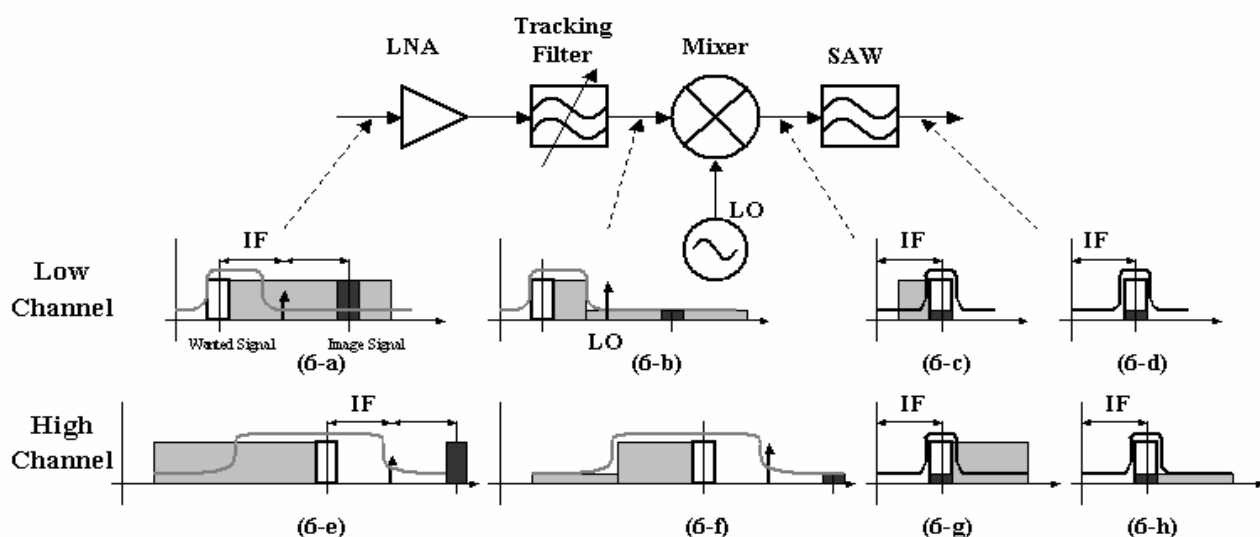 LNA
Tracking
Filter
Mixer
SAW
LO
Low
Channel
IF
Wanted Signal
Image Signal
(6-a)
LO
(6-b)
IF
(6-c)
IF
(6-d)
High
Channel
IF
(6-e)
(6-f)
IF
(6-g)
IF
(6-h)